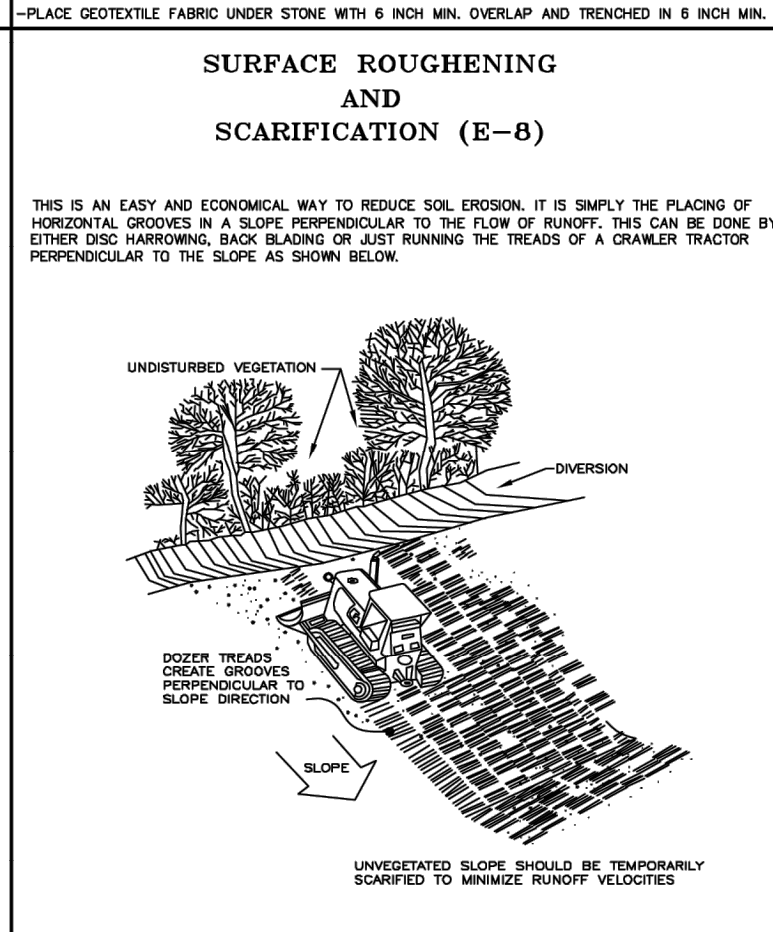 -PLACE GEOTEXTILE FABRIC UNDER STONE WITH 6 INCH MIN. OVERLAP AND TRENCHED IN 6 INCH MIN.
SURFACE ROUGHENING
AND
SCARIFICATION (E-8)
THIS IS AN EASY AND ECONOMICAL WAY TO REDUCE SOIL EROSION. IT IS SIMPLY THE PLACING OF
HORIZONTAL GROOVES IN A SLOPE PERPENDICULAR TO THE FLOW OF RUNOFF. THIS CAN BE DONE BY
EITHER DISC HARROWING, BACK BLADING OR JUST RUNNING THE TREADS OF A CRAWLER TRACTOR
PERPENDICULAR TO THE SLOPE AS SHOWN BELOW.
UNDISTURBED VEGETATION
DIVERSION
DOZER TREADS
CREATE GROOVES
PERPENDICULAR TO
SLOPE DIRECTION
SLOPE
UNVEGETATED SLOPE SHOULD BE TEMPORARILY
SCARIFIED TO MINIMIZE RUNOFF VELOCITIES